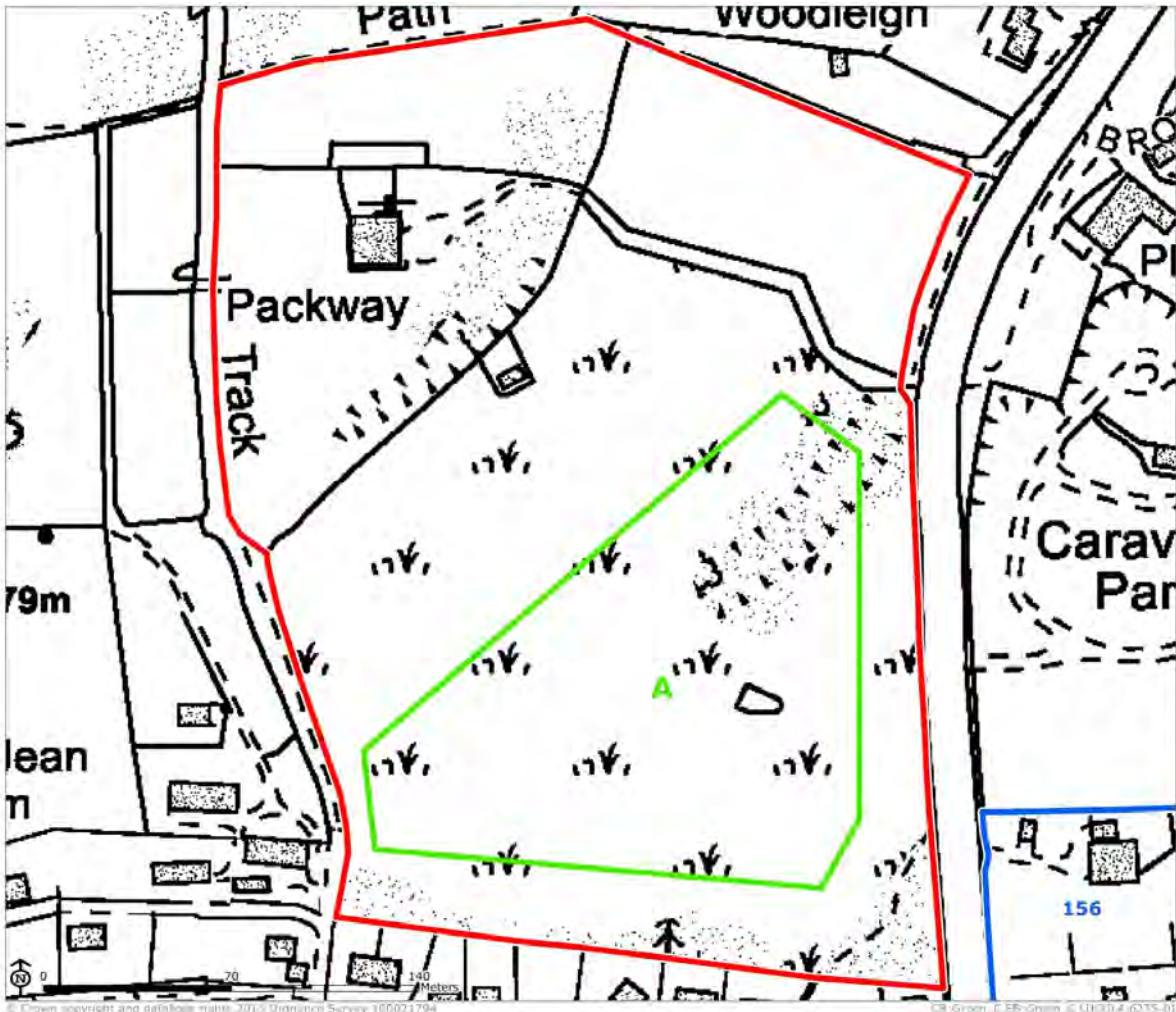 Path
Woodleigh
BRO
Pl
Packway
Track
Carav
Par
79m
A
lean
m
156
N
0 70 140
Meters
© Crown copyright and database rights 2013 Ordnance Survey 100021794